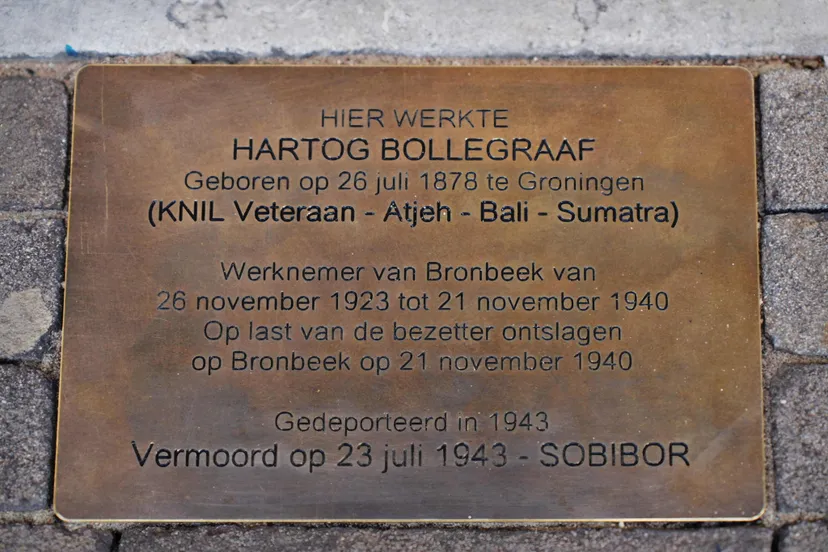 HIER WERKTE
HARTOG BOLLEGRAAF
Geboren op 26 juli 1878 te Groningen
(KNIL Veteraan - Atjeh - Bali - Sumatra)
Werknemer van Bronbeek van
26 november 1923 tot 21 november 1940
Op last van de bezetter ontslagen
op Bronbeek op 21 november 1940
Gedeporteerd in 1943
Vermoord op 23 juli 1943 - SOBIBOR